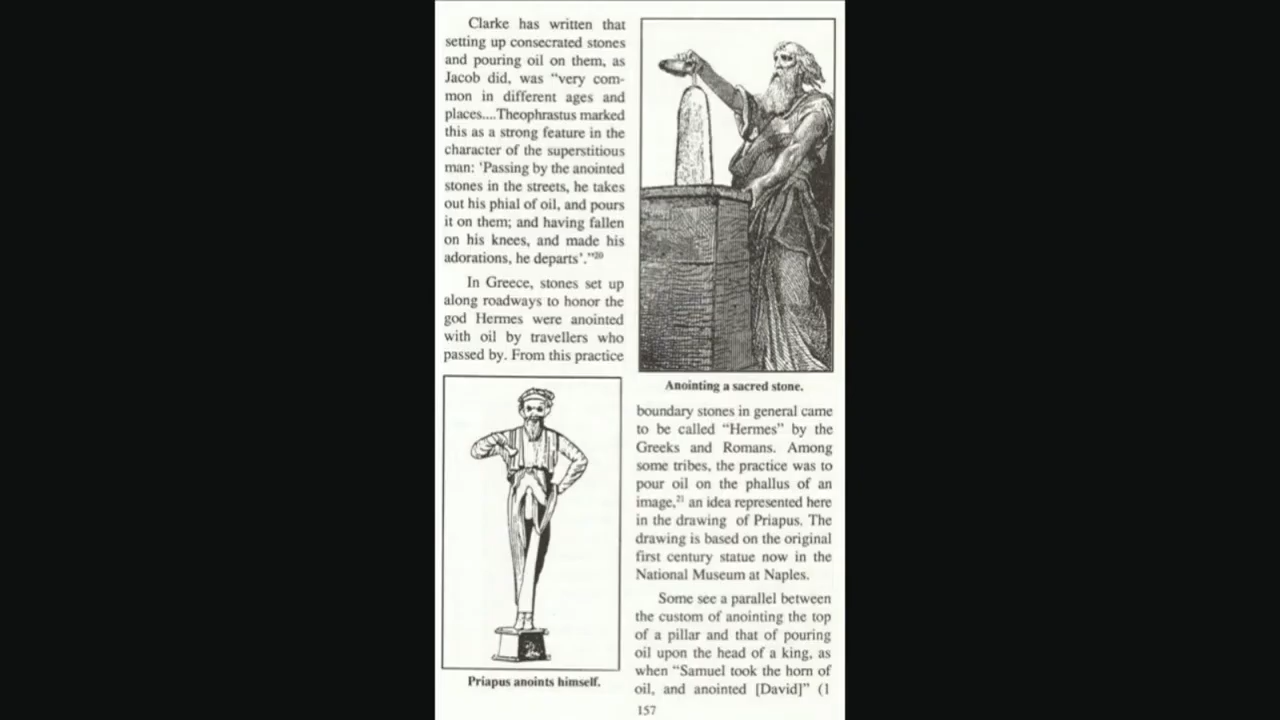 Clarke has written that
setting up consecrated stones
and pouring oil on them, as
Jacob did, was “very com-
mon in different ages and
places....Theophrastus marked
this as a strong feature in the
character of the superstitious
man: ‘Passing by the anointed
stones in the streets, he takes
out his phial of oil, and pours
it on them; and having fallen
on his knees, and made his
adorations, he departs’.”²⁰
In Greece, stones set up
along roadways to honor the
god Hermes were anointed
with oil by travellers who
passed by. From this practice
Priapus anoints himself.
Anointing a sacred stone.
boundary stones in general came
to be called “Hermes” by the
Greeks and Romans. Among
some tribes, the practice was to
pour oil on the phallus of an
image,²¹ an idea represented here
in the drawing of Priapus. The
drawing is based on the original
first century statue now in the
National Museum at Naples.
Some see a parallel between
the custom of anointing the top
of a pillar and that of pouring
oil upon the head of a king, as
when “Samuel took the horn of
oil, and anointed [David]” (1
157